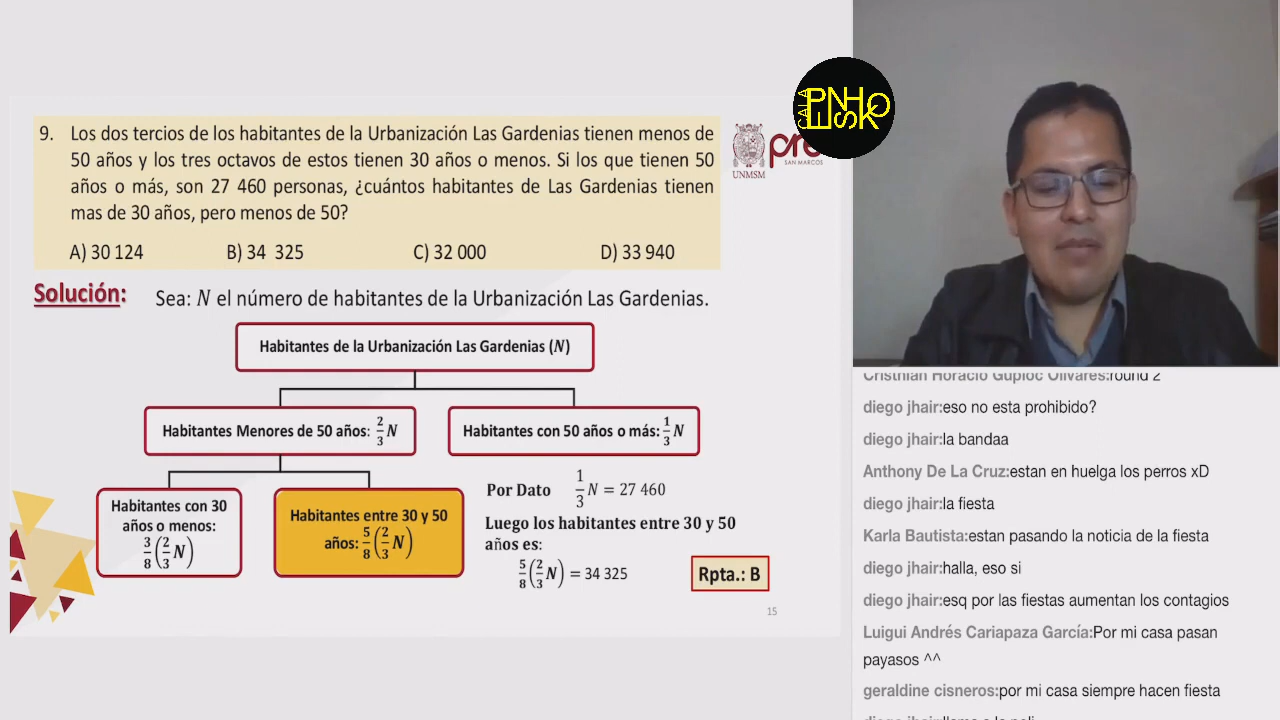 9. Los dos tercios de los habitantes de la Urbanización Las Gardenias tienen menos de
50 años y los tres octavos de estos tienen 30 años o menos. Si los que tienen 50
años o más, son 27 460 personas, ¿cuántos habitantes de Las Gardenias tienen
mas de 30 años, pero menos de 50?
A) 30 124 B) 34 325 C) 32 000 D) 33 940
UNMSM
SAN MARCOS
CALA
PENHO
ESK
Solución: Sea: N el número de habitantes de la Urbanización Las Gardenias.
Habitantes de la Urbanización Las Gardenias (N)
Habitantes Menores de 50 años: 2/3 N
Habitantes con 50 años o más: 1/3 N
Habitantes con 30
años o menos:
3/8 (2/3 N)
Habitantes entre 30 y 50
años: 5/8 (2/3 N)
Por Dato 1/3 N = 27 460
Luego los habitantes entre 30 y 50
años es:
5/8 (2/3 N) = 34 325
Rpta.: B
15
Cristhian Horacio Gupioc Olivares:round 2
diego jhair:eso no esta prohibido?
diego jhair:la bandaa
Anthony De La Cruz:estan en huelga los perros xD
diego jhair:la fiesta
Karla Bautista:estan pasando la noticia de la fiesta
diego jhair:halla, eso si
diego jhair:esq por las fiestas aumentan los contagios
Luigui Andrés Cariapaza García:Por mi casa pasan
payasos ^^
geraldine cisneros:por mi casa siempre hacen fiesta